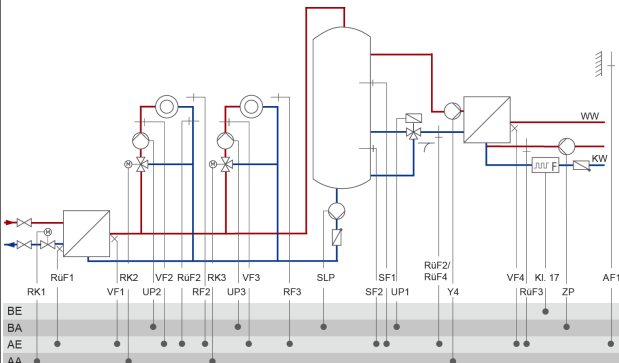 WW
KW
M
M
M
F
RüF1
RK2
VF2
RüF2
RK3
VF3
SLP
SF1
RüF2/
RüF4
VF4
Kl. 17
AF1
RK1
VF1
UP2
RF2
UP3
RF3
SF2
UP1
Y4
RüF3
ZP
BE
BA
AE
AA